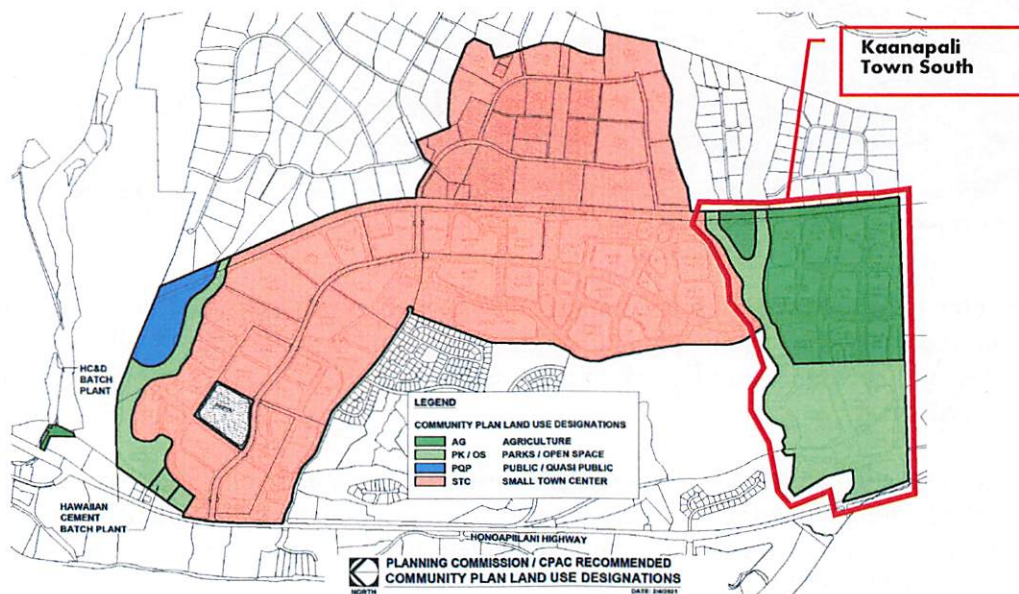 Kaanapali
Town South
HC&D
BATCH
PLANT
LEGEND
COMMUNITY PLAN LAND USE DESIGNATIONS
AG AGRICULTURE
PK / OS PARKS / OPEN SPACE
PQP PUBLIC / QUASI PUBLIC
STC SMALL TOWN CENTER
HAWAIIAN
CEMENT
BATCH PLANT
HONOAPIILANI HIGHWAY
PLANNING COMMISSION / CPAC RECOMMENDED
COMMUNITY PLAN LAND USE DESIGNATIONS
NORTH
DATE: